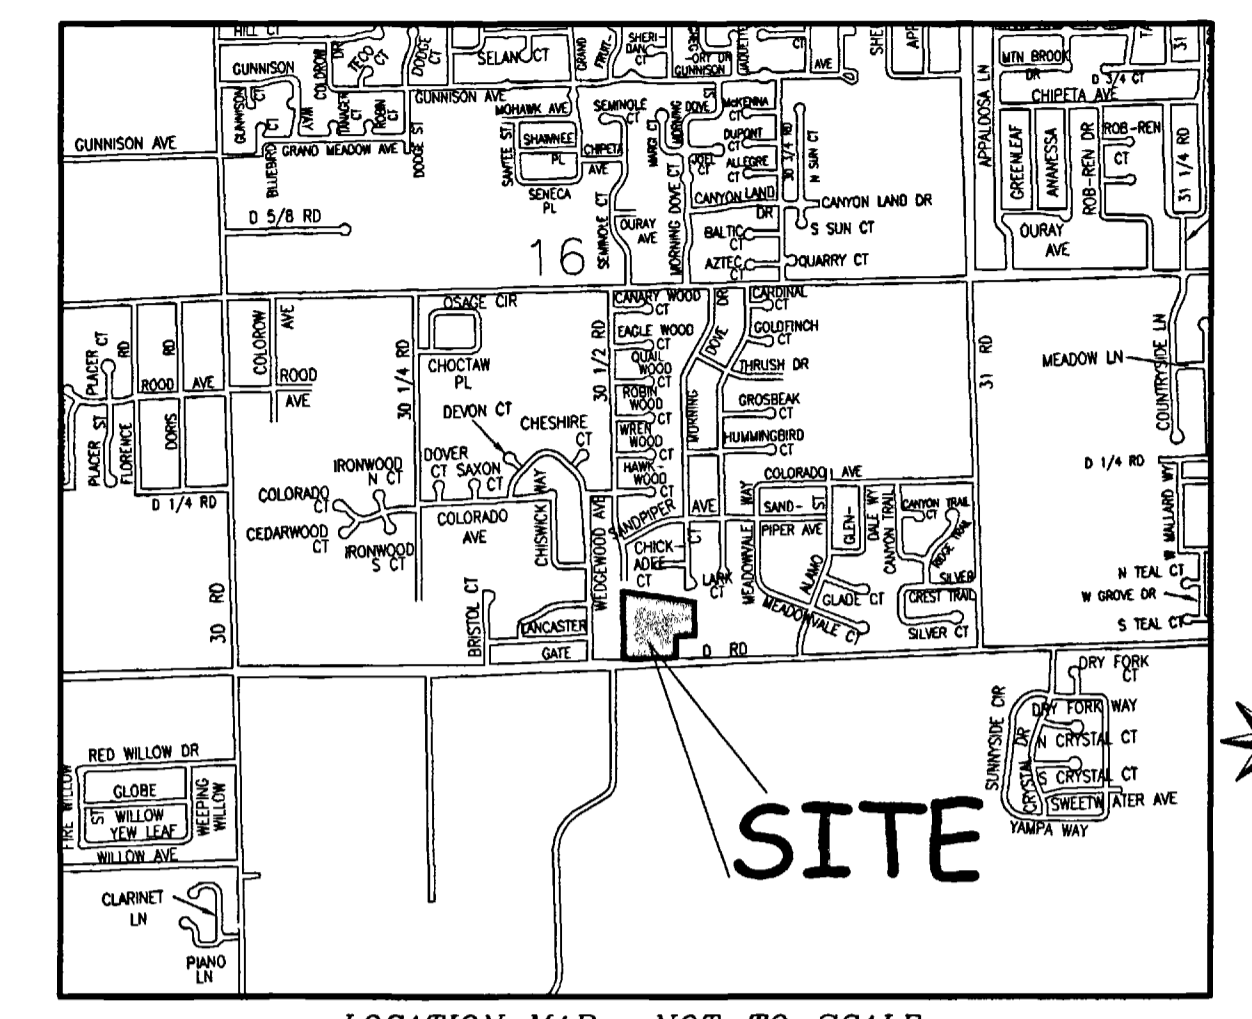 HILL CT
GUNNISON
GUNNISON
CT
BLUEBIRD
CT
WAY
COLOROW
DR
TECO
CT
TANAGER
CT
ROBIN
CT
DODGE
CT
SELAN
CT
GRAND
SHERI-
DAN
CT
ORY DR
GUNNISON
AVE
CT
GUNNISON AVE
GUNNISON AVE
GRAND MEADOW AVE
DODGE ST
MOHAWK AVE
SANTEE ST
SHAWNEE
PL
SENECA
PL
CHIPETA
AVE
SEMINOLE
CT
SEMINOLE CT
OURAY
AVE
MARGI CT
MORNING
DOVE
ST
MORNING DOVE CT
JOEL
CT
McKENNA
CT
DUPONT
CT
ALLEGRE
CT
30 3/4 RD
N SUN CT
CANYON LAND
DR
CANYON LAND DR
S SUN CT
BALTIC
CT
AZTEC
CT
QUARRY CT
D 5/8 RD
16
MTN BROOK
DR
D 3/4 CT
CHIPETA AVE
APPALOOSA LN
GREENLEAF
ANANESSA
ROB-REN DR
ROB-REN
CT
31 1/4 RD
31
OURAY
AVE
PLACER CT
RD
RD
ROOD
AVE
PLACER ST
FLORENCE
DORIS
D 1/4 RD
COLOROW
AVE
ROOD
AVE
30 1/4 RD
OSAGE CIR
CHOCTAW
PL
DEVON CT
CHESHIRE
CT
DOVER
CT
SAXON
CT
IRONWOOD
N CT
COLORADO
CT
CEDARWOOD
CT
IRONWOOD
S CT
COLORADO
AVE
CHISWICK WAY
30 1/2 RD
CANARY WOOD
CT
EAGLE WOOD
CT
QUAIL
WOOD
CT
ROBIN
WOOD
CT
WREN
WOOD
CT
HAWK-
WOOD
CT
MORNING
DOVE
DR
CARDINAL
CT
GOLDFINCH
CT
THRUSH DR
GROSBEAK
CT
HUMMINGBIRD
CT
31 RD
MEADOW LN
COUNTRYSIDE LN
D 1/4 RD
W MALLARD WY
N TEAL CT
W GROVE DR
S TEAL CT
COLORADO AVE
SANDPIPER
AVE
WEDGEWOOD AVE
CHICK-
ADEE
CT
CT
LARK
CT
MEADOWVALE
WAY
SAND-
ST
PIPER AVE
GLEN-
DALE WY
CANYON TRAIL
CANYON TRAIL
CT
RIDGE TRAIL
SILVER
CREST TRAIL
SILVER CT
ALAMO
GLADE CT
MEADOWVALE CT
BRISTOL CT
LANCASTER
GATE
D RD
30 RD
RED WILLOW DR
GLOBE
WILLOW
ST
YEW LEAF
WEEPING
WILLOW
WILLOW AVE
CLARINET
LN
PIANO
LN
SITE
DRY FORK
CT
DRY FORK WAY
SUNNYSIDE CIR
CRYSTAL DR
N CRYSTAL CT
S CRYSTAL CT
SWEETWATER AVE
YAMPA WAY
LOCATION MAP: NOT TO SCALE